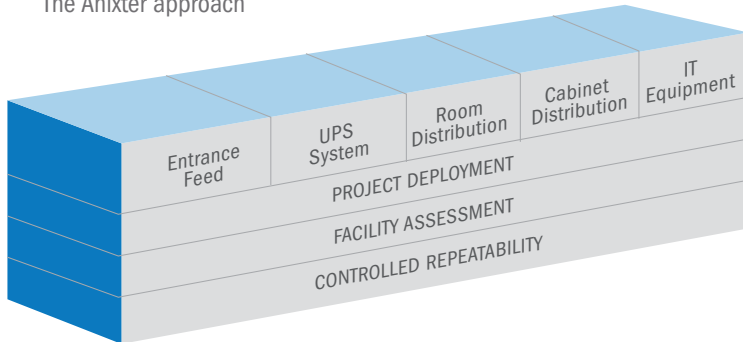 The Anixter approach
Entrance
Feed
UPS
System
Room
Distribution
Cabinet
Distribution
IT
Equipment
PROJECT DEPLOYMENT
FACILITY ASSESSMENT
CONTROLLED REPEATABILITY